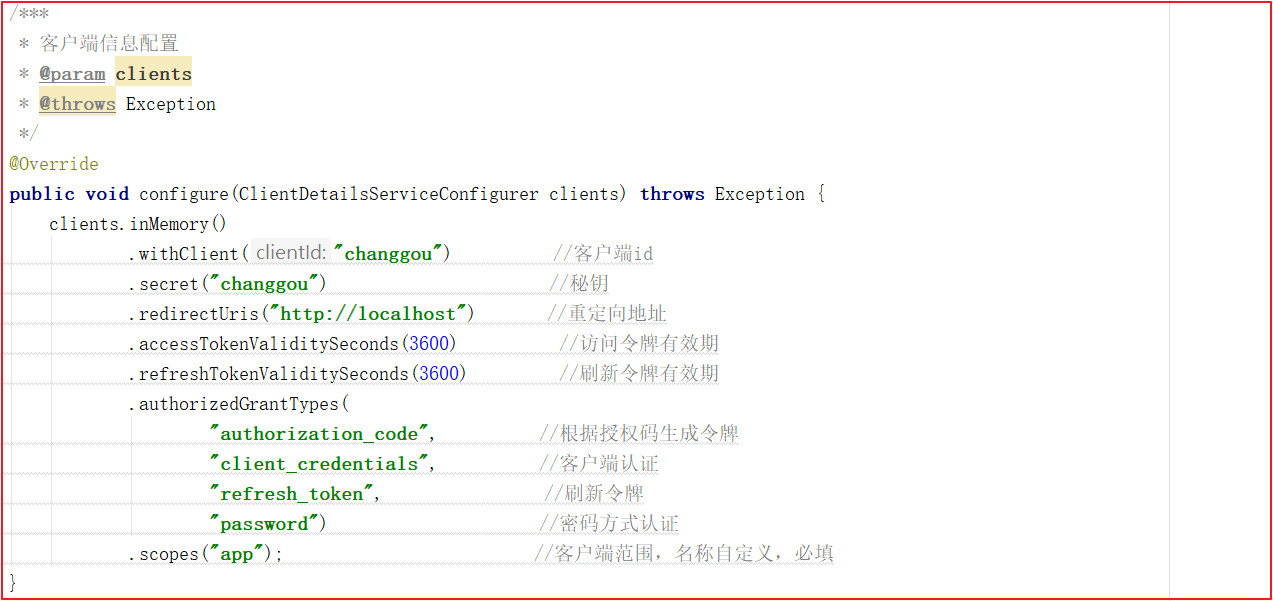 /***
 * 客户端信息配置
 * @param clients
 * @throws Exception
 */
@Override
public void configure(ClientDetailsServiceConfigurer clients) throws Exception {
    clients.inMemory()
            .withClient( clientId: "changgou")          //客户端id
            .secret("changgou")                      //秘钥
            .redirectUris("http://localhost")       //重定向地址
            .accessTokenValiditySeconds(3600)          //访问令牌有效期
            .refreshTokenValiditySeconds(3600)         //刷新令牌有效期
            .authorizedGrantTypes(
                    "authorization_code",          //根据授权码生成令牌
                    "client_credentials",          //客户端认证
                    "refresh_token",                //刷新令牌
                    "password")                     //密码方式认证
            .scopes("app");                         //客户端范围，名称自定义，必填
}